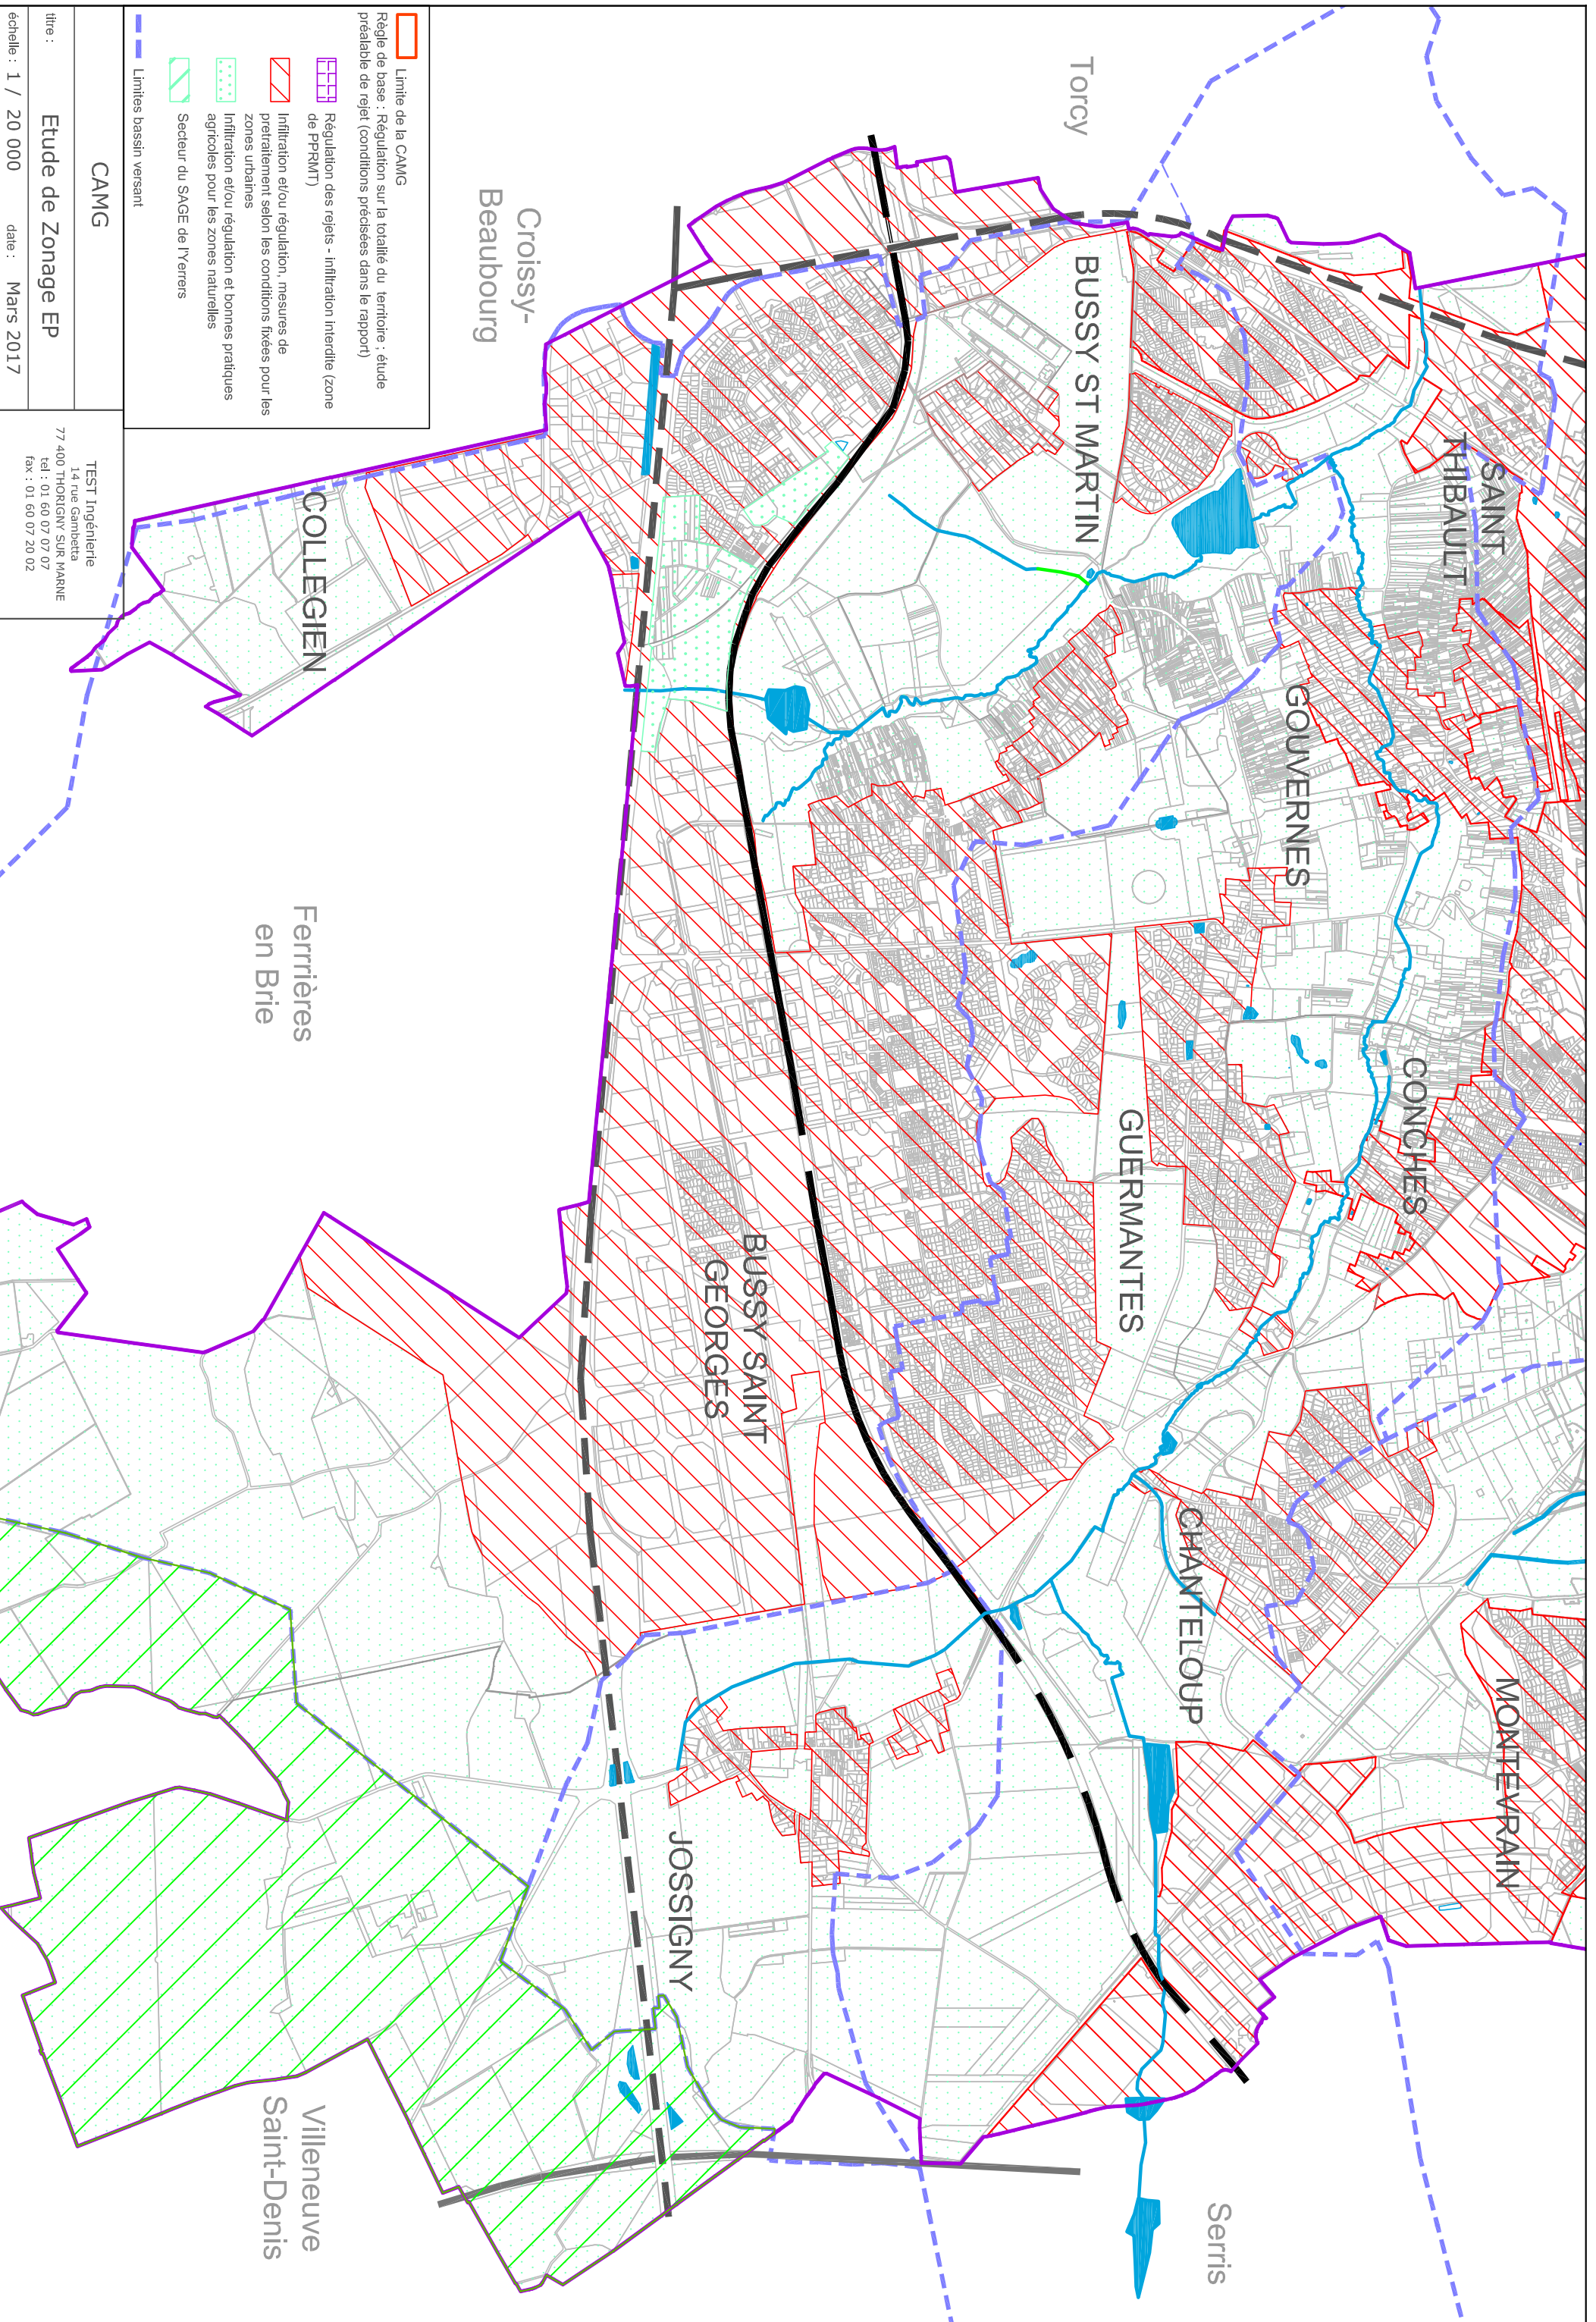 Torcy
Croissy-
Beaubourg
BUSSY ST MARTIN
SAINT
THIBAULT
GOUVERNES
CONCHES
GUERMANTES
CHANTELOUP
MONTEVRAIN
BUSSY SAINT
GEORGES
COLLEGIEN
JOSSIGNY
Ferrrières
en Brie
Villeneuve
Saint-Denis
Serris
Limite de la CAMG
Règle de base : Régulation sur la totalité du territoire ; étude
préalable de rejet (conditions précisées dans le rapport)
Régulation des rejets - infiltration interdite (zone
de PPRMT)
Infiltration et/ou régulation, mesures de
pretraitement selon les conditions fixées pour les
zones urbaines
Infiltration et/ou régulation et bonnes pratiques
agricoles pour les zones naturelles
Secteur du SAGE de l'Yerrers
Limites bassin versant
CAMG
titre : Etude de Zonage EP
échelle : 1 / 20 000 date : Mars 2017
TEST Ingénierie
14 rue Gambetta
77 400 THORIGNY SUR MARNE
tel : 01 60 07 07 07
fax : 01 60 07 20 02